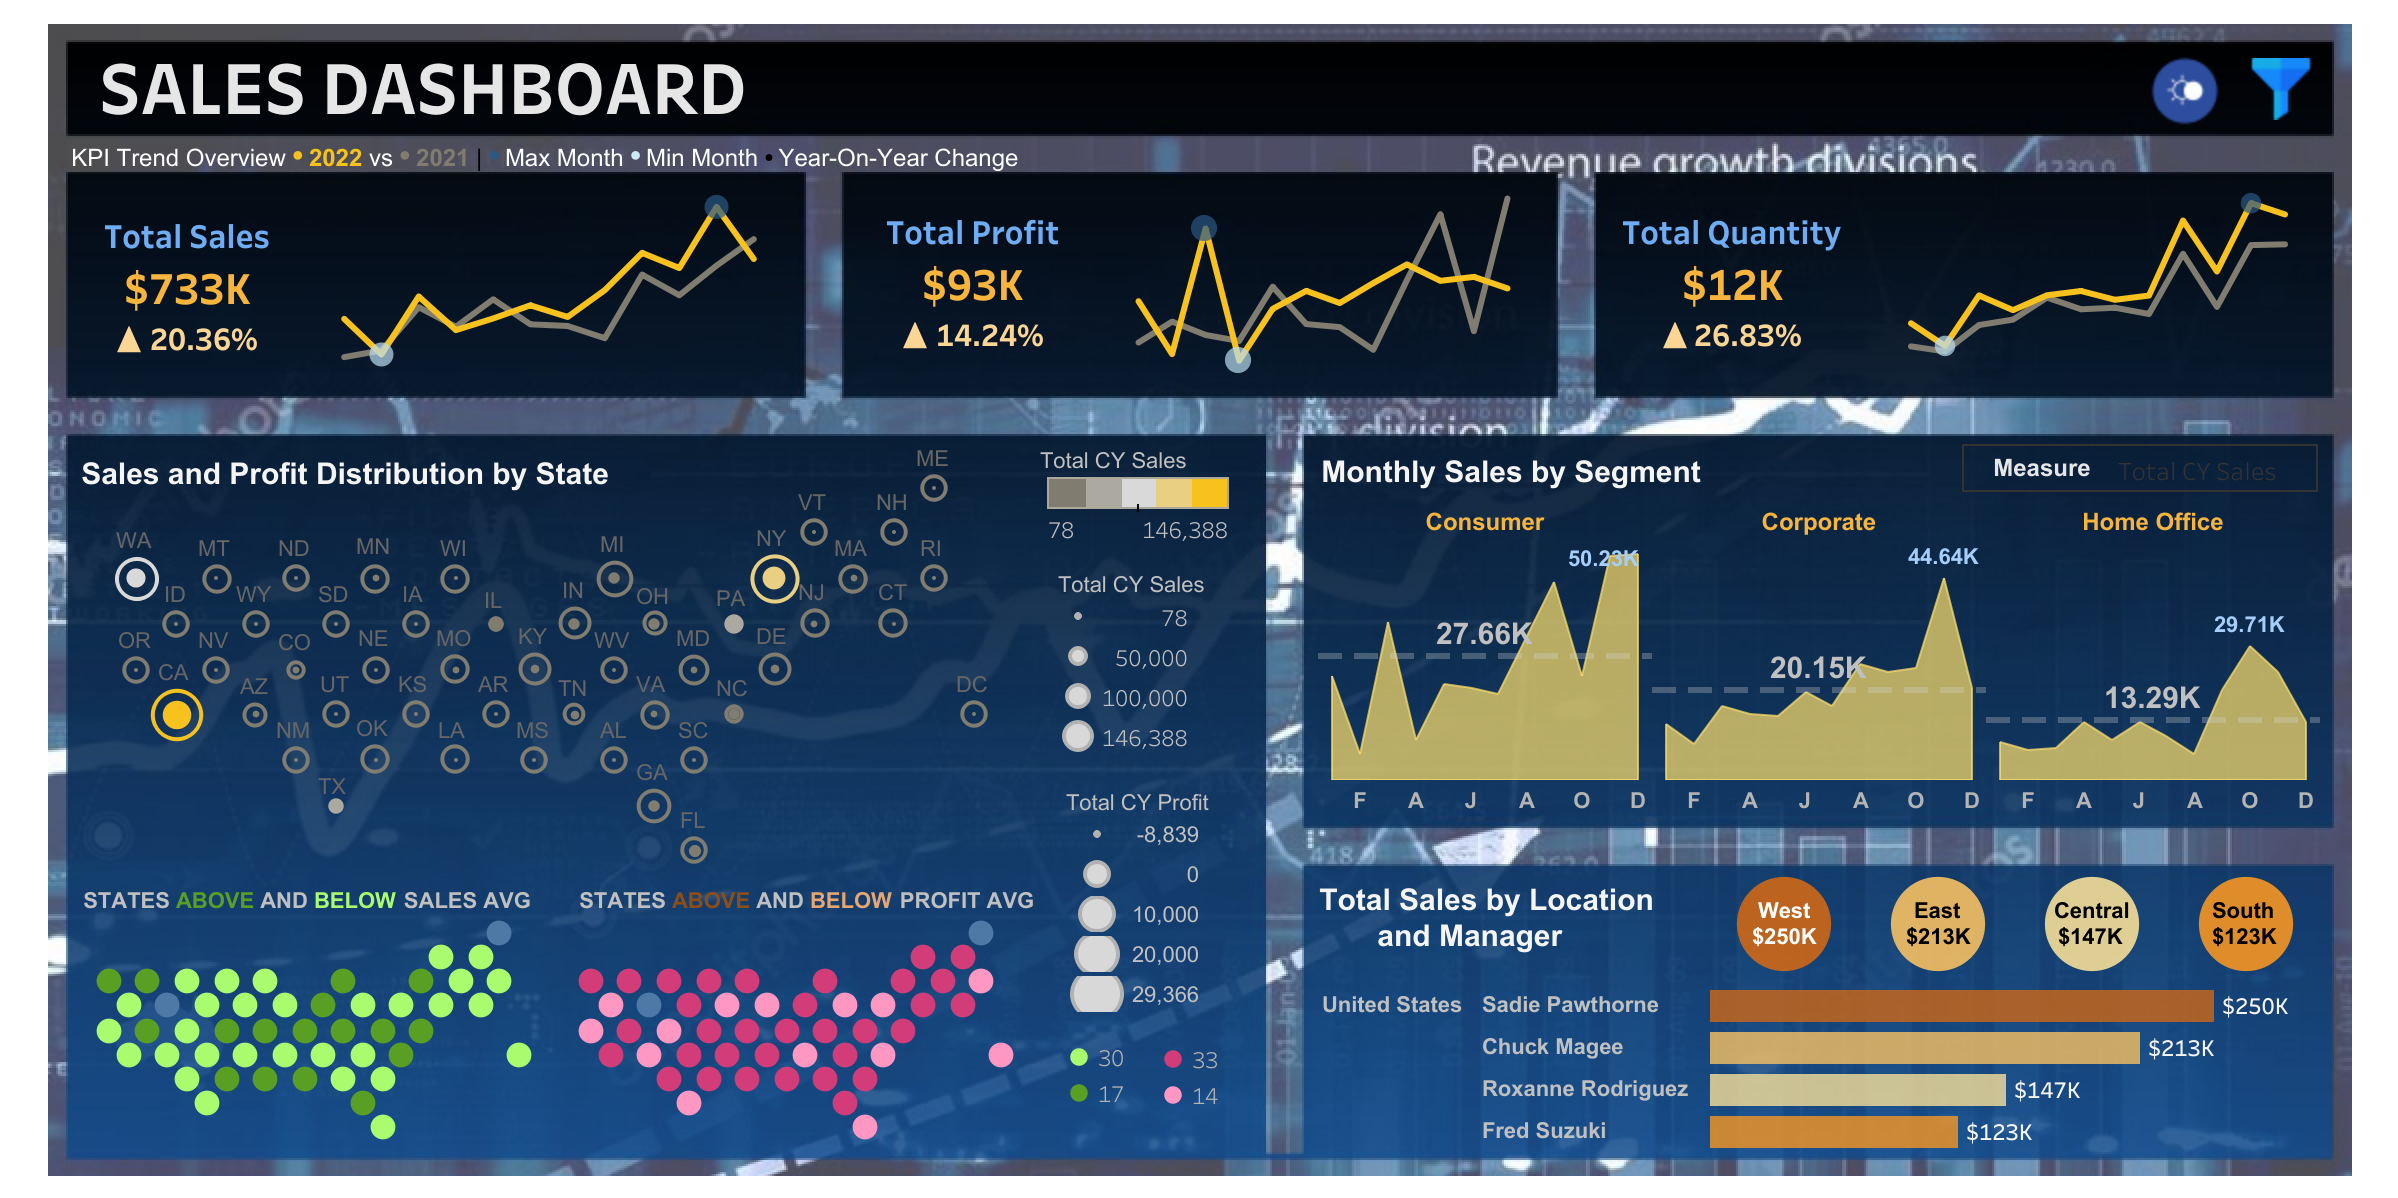 SALES DASHBOARD
KPI Trend Overview • 2022 vs • 2021 | • Max Month • Min Month • Year-On-Year Change
Revenue growth divisions
Total Sales
$733K
▲ 20.36%
Total Profit
$93K
▲ 14.24%
Total Quantity
$12K
▲ 26.83%
ONOMIC
division
Sales and Profit Distribution by State
ME
VT NH
WA MT ND MN WI MI NY MA RI
ID WY SD IA IL IN OH PA NJ CT
OR NV CO NE MO KY WV MD DE
CA AZ UT KS AR TN VA NC DC
NM OK LA MS AL SC
TX GA
FL
Total CY Sales
78 146,388
Total CY Sales
78
50,000
100,000
146,388
Total CY Profit
-8,839
0
10,000
20,000
29,366
STATES ABOVE AND BELOW SALES AVG
STATES ABOVE AND BELOW PROFIT AVG
30 33
17 14
Monthly Sales by Segment
Measure Total CY Sales
Consumer Corporate Home Office
50.23K 44.64K 29.71K
27.66K 20.15K 13.29K
F A J A O D F A J A O D F A J A O D
Total Sales by Location
and Manager
West
$250K
East
$213K
Central
$147K
South
$123K
United States Sadie Pawthorne $250K
Chuck Magee $213K
Roxanne Rodriguez $147K
Fred Suzuki $123K